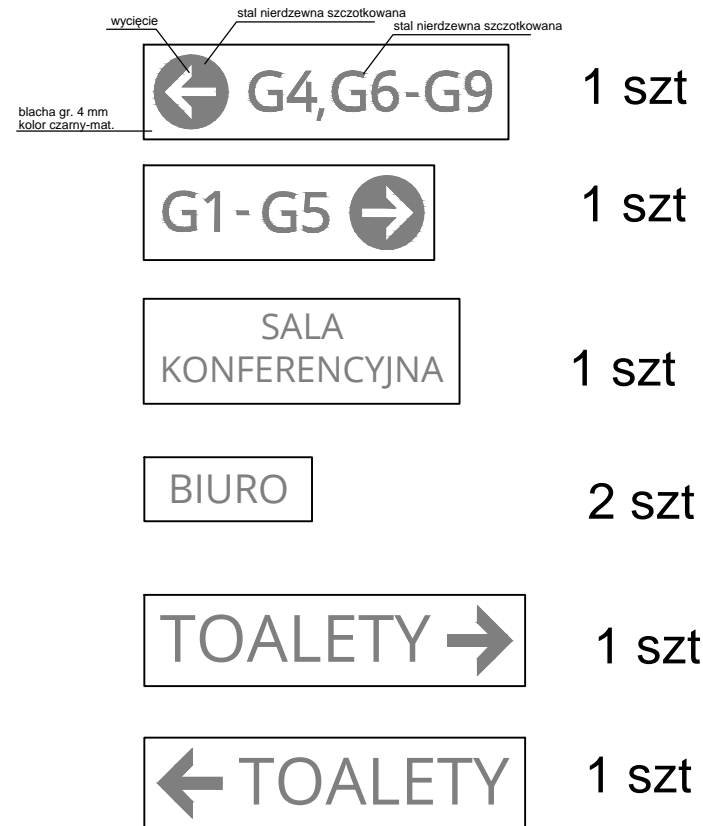 wycięcie
stal nierdzewna szczotkowana
stal nierdzewna szczotkowana
G4,G6-G9
1 szt
blacha gr. 4 mm
kolor czarny-mat.
G1-G5
1 szt
SALA
KONFERENCYJNA
1 szt
BIURO
2 szt
TOALETY
1 szt
TOALETY
1 szt